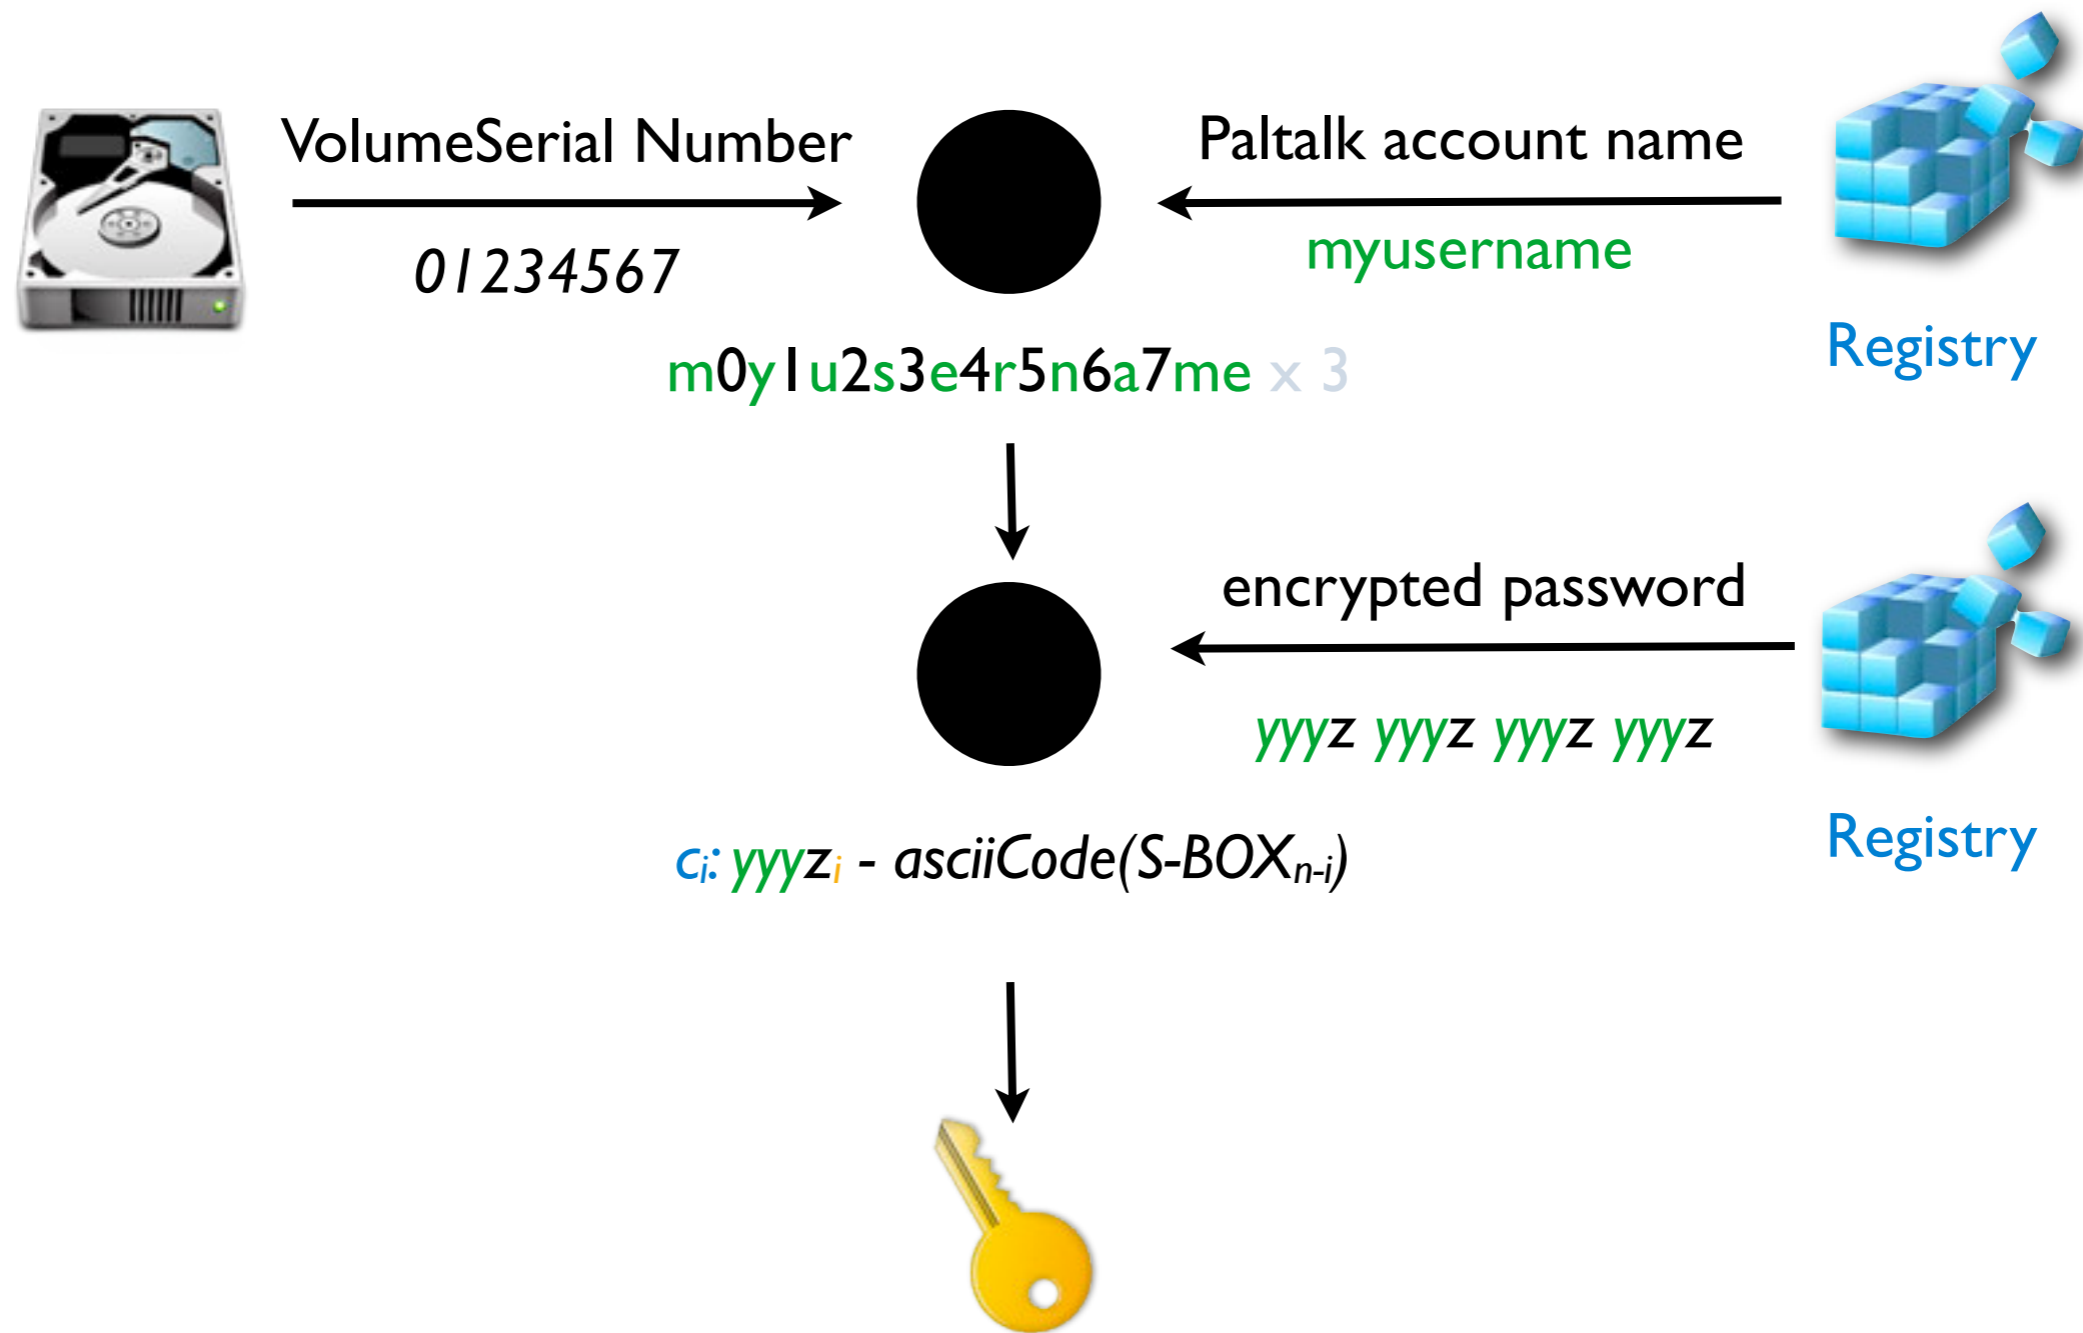 VolumeSerial Number
01234567
Paltalk account name
myusername
Registry
m0y1u2s3e4r5n6a7me x 3
encrypted password
yyyz yyyz yyyz yyyz
Registry
ci: yyyzi - asciiCode(S-BOXn-i)